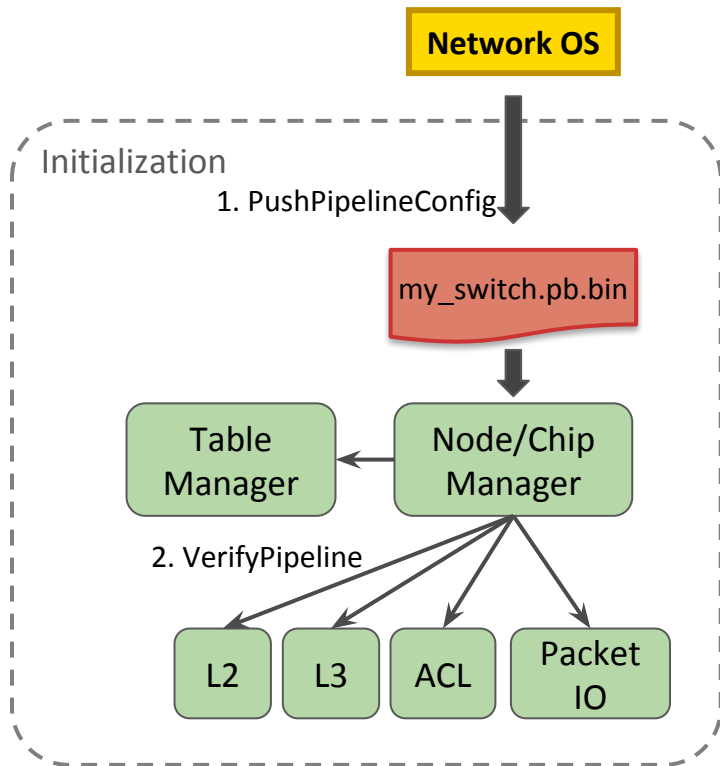 Network OS
Initialization
1. PushPipelineConfig
my_switch.pb.bin
Table
Manager
Node/Chip
Manager
2. VerifyPipeline
L2
L3
ACL
Packet
IO